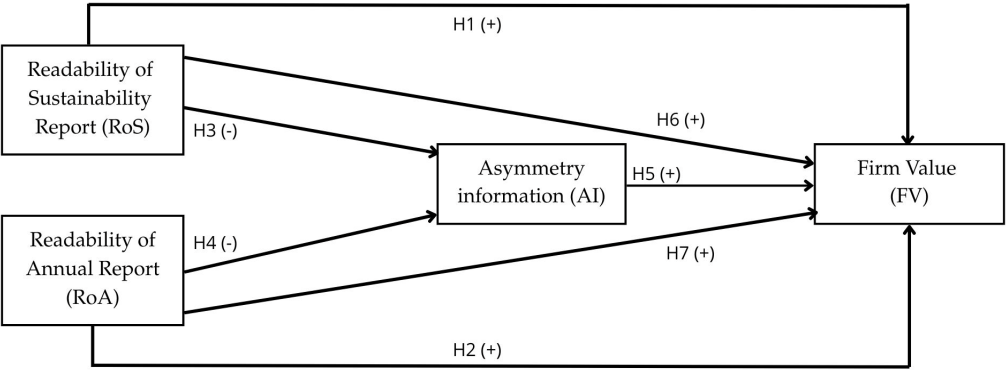 H1 (+)
Readability of
Sustainability
Report (RoS)
H6 (+)
H3 (-)
Asymmetry
information (AI)
H5 (+)
Firm Value
(FV)
Readability of
Annual Report
(RoA)
H4 (-)
H7 (+)
H2 (+)